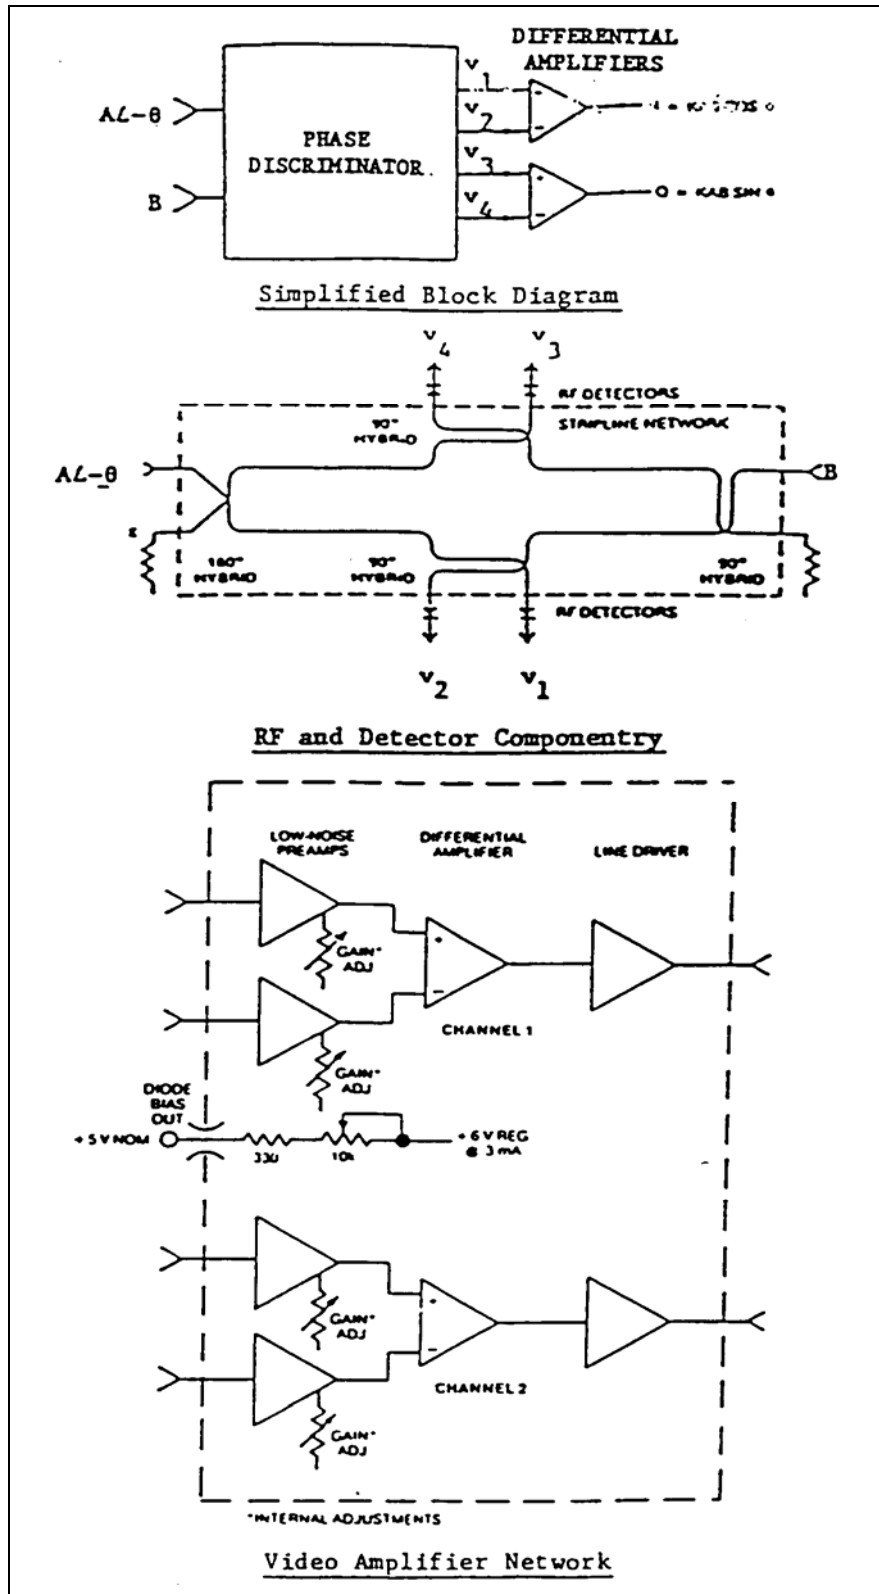 DIFFERENTIAL
AMPLIFIERS
V1
V2
V3
V4
A∠-θ
B
PHASE
DISCRIMINATOR.
+
-
Q = KAB SIN
Simplified Block Diagram
V4
V3
RF DETECTORS
STRIPLINE NETWORK
90°
HYBRID
A∠-θ
B
180°
HYBRID
90°
HYBRID
90°
HYBRID
RF DETECTORS
V2
V1
RF and Detector Componentry
LOW-NOISE
PREAMPS
DIFFERENTIAL
AMPLIFIER
LINE DRIVER
GAIN*
ADJ
+
-
CHANNEL 1
GAIN*
ADJ
DIODE
BIAS
OUT
+ 5 V NOM
330
10k
+ 6 V REG
@ 3 mA
GAIN*
ADJ
+
-
CHANNEL 2
GAIN*
ADJ
*INTERNAL ADJUSTMENTS
Video Amplifier Network